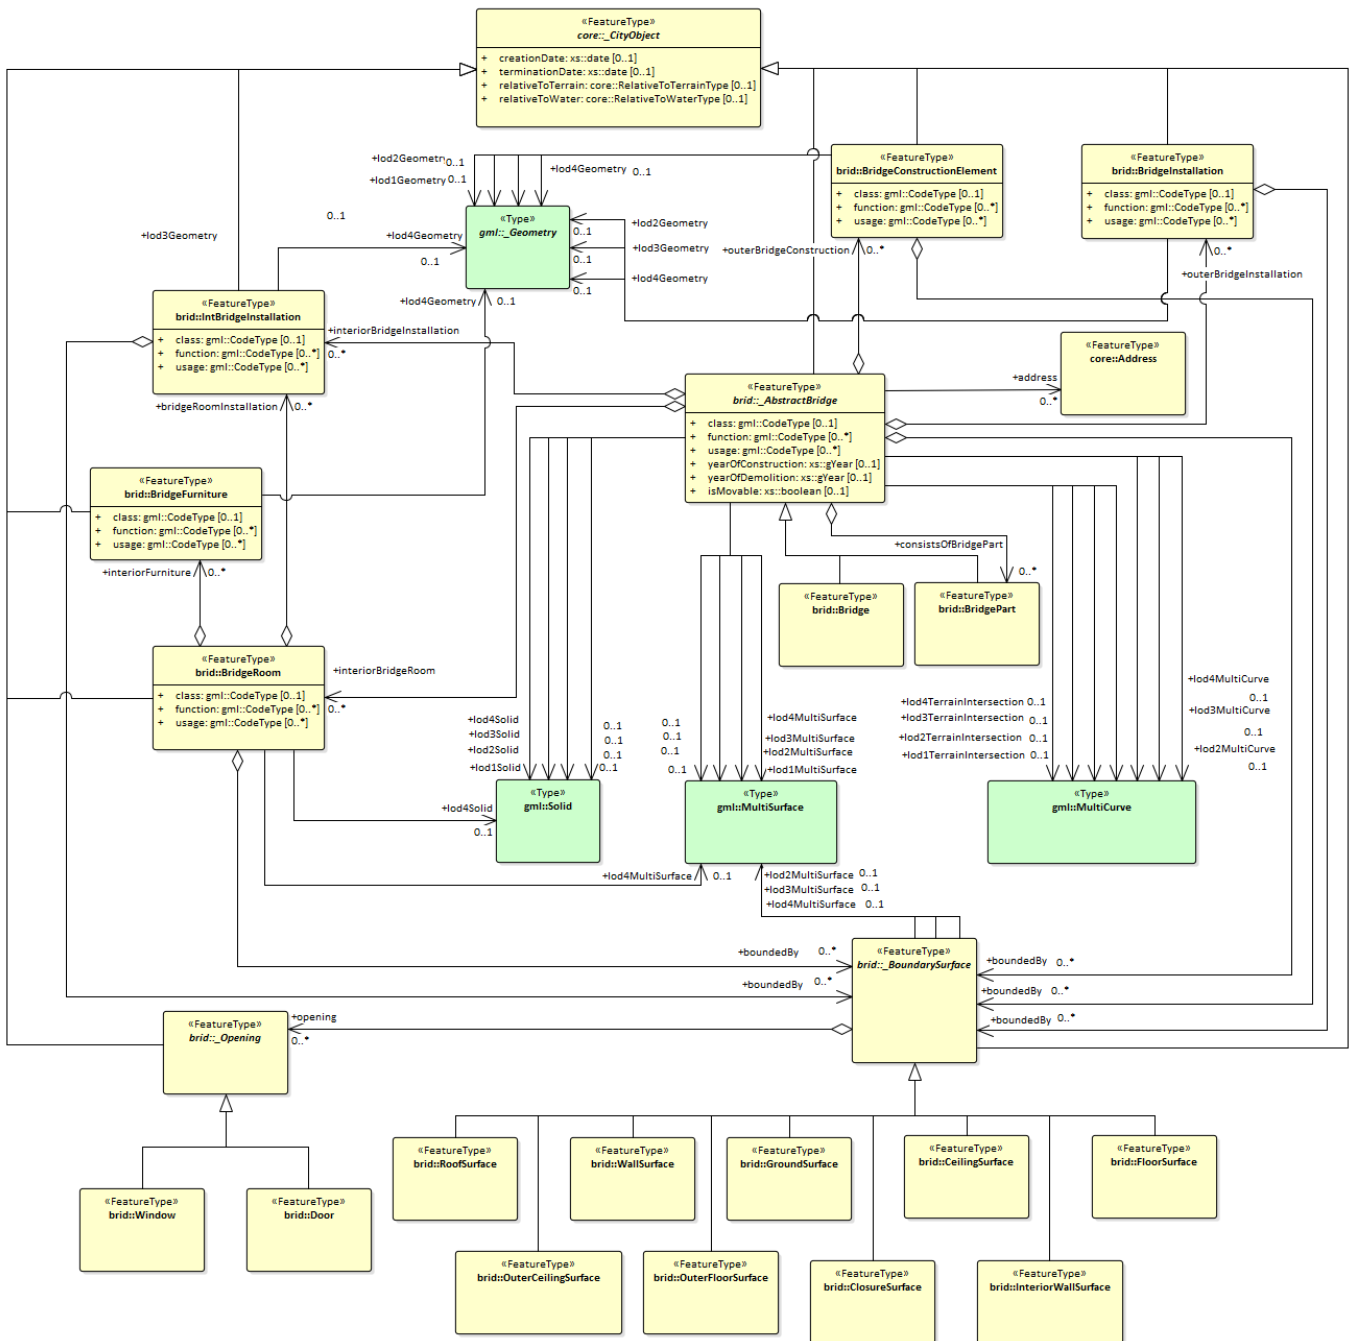 «FeatureType»
core::_CityObject
+ creationDate: xs::date [0..1]
+ terminationDate: xs::date [0..1]
+ relativeToTerrain: core::RelativeToTerrainType [0..1]
+ relativeToWater: core::RelativeToWaterType [0..1]
+lod2Geometry 0..1
+lod1Geometry 0..1
+lod4Geometry 0..1
«FeatureType»
brid::BridgeConstructionElement
+ class: gml::CodeType [0..1]
+ function: gml::CodeType [0..*]
+ usage: gml::CodeType [0..*]
«FeatureType»
brid::BridgeInstallation
+ class: gml::CodeType [0..1]
+ function: gml::CodeType [0..*]
+ usage: gml::CodeType [0..*]
0..1
+lod3Geometry
+lod4Geometry
0..1
«Type»
gml::_Geometry
+lod2Geometry
0..1
+lod3Geometry
0..1
+lod4Geometry
0..1
+outerBridgeConstruction
0..*
0..*
+outerBridgeInstallation
+lod4Geometry
0..1
«FeatureType»
brid::IntBridgeInstallation
+ class: gml::CodeType [0..1]
+ function: gml::CodeType [0..*]
+ usage: gml::CodeType [0..*]
+interiorBridgeInstallation
0..*
«FeatureType»
core::Address
+address
0..*
+bridgeRoomInstallation
0..*
«FeatureType»
brid::_AbstractBridge
+ class: gml::CodeType [0..1]
+ function: gml::CodeType [0..*]
+ usage: gml::CodeType [0..*]
+ yearOfConstruction: xs::gYear [0..1]
+ yearOfDemolition: xs::gYear [0..1]
+ isMovable: xs::boolean [0..1]
«FeatureType»
brid::BridgeFurniture
+ class: gml::CodeType [0..1]
+ function: gml::CodeType [0..*]
+ usage: gml::CodeType [0..*]
+interiorFurniture
0..*
+consistsOfBridgePart
0..*
«FeatureType»
brid::Bridge
«FeatureType»
brid::BridgePart
«FeatureType»
brid::BridgeRoom
+ class: gml::CodeType [0..1]
+ function: gml::CodeType [0..*]
+ usage: gml::CodeType [0..*]
+interiorBridgeRoom
0..*
+lod4Solid 0..1
+lod3Solid 0..1
+lod2Solid 0..1
+lod1Solid 0..1
0..1 +lod4MultiSurface
0..1 +lod3MultiSurface
0..1 +lod2MultiSurface
0..1 +lod1MultiSurface
+lod4TerrainIntersection 0..1
+lod3TerrainIntersection 0..1
+lod2TerrainIntersection 0..1
+lod1TerrainIntersection 0..1
+lod4MultiCurve
0..1
+lod3MultiCurve
0..1
+lod2MultiCurve
0..1
«Type»
gml::Solid
«Type»
gml::MultiSurface
«Type»
gml::MultiCurve
+lod4Solid
0..1
+lod4MultiSurface
0..1
+lod2MultiSurface 0..1
+lod3MultiSurface 0..1
+lod4MultiSurface 0..1
+boundedBy 0..*
+boundedBy 0..*
«FeatureType»
brid::_BoundarySurface
+boundedBy 0..*
+boundedBy 0..*
+boundedBy 0..*
«FeatureType»
brid::_Opening
+opening
0..*
«FeatureType»
brid::Window
«FeatureType»
brid::Door
«FeatureType»
brid::RoofSurface
«FeatureType»
brid::WallSurface
«FeatureType»
brid::GroundSurface
«FeatureType»
brid::CeilingSurface
«FeatureType»
brid::FloorSurface
«FeatureType»
brid::OuterCeilingSurface
«FeatureType»
brid::OuterFloorSurface
«FeatureType»
brid::ClosureSurface
«FeatureType»
brid::InteriorWallSurface